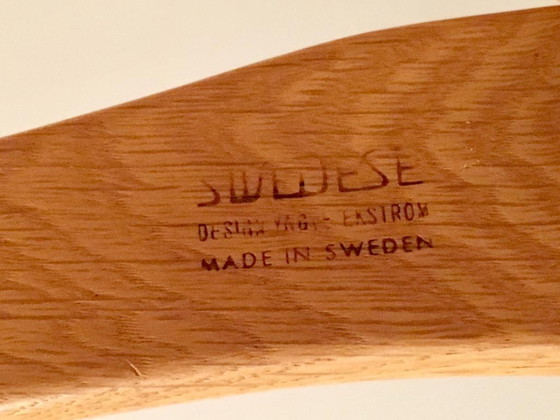 SWEDESE
DESIGN YNGVE EKSTRÖM
MADE IN SWEDEN